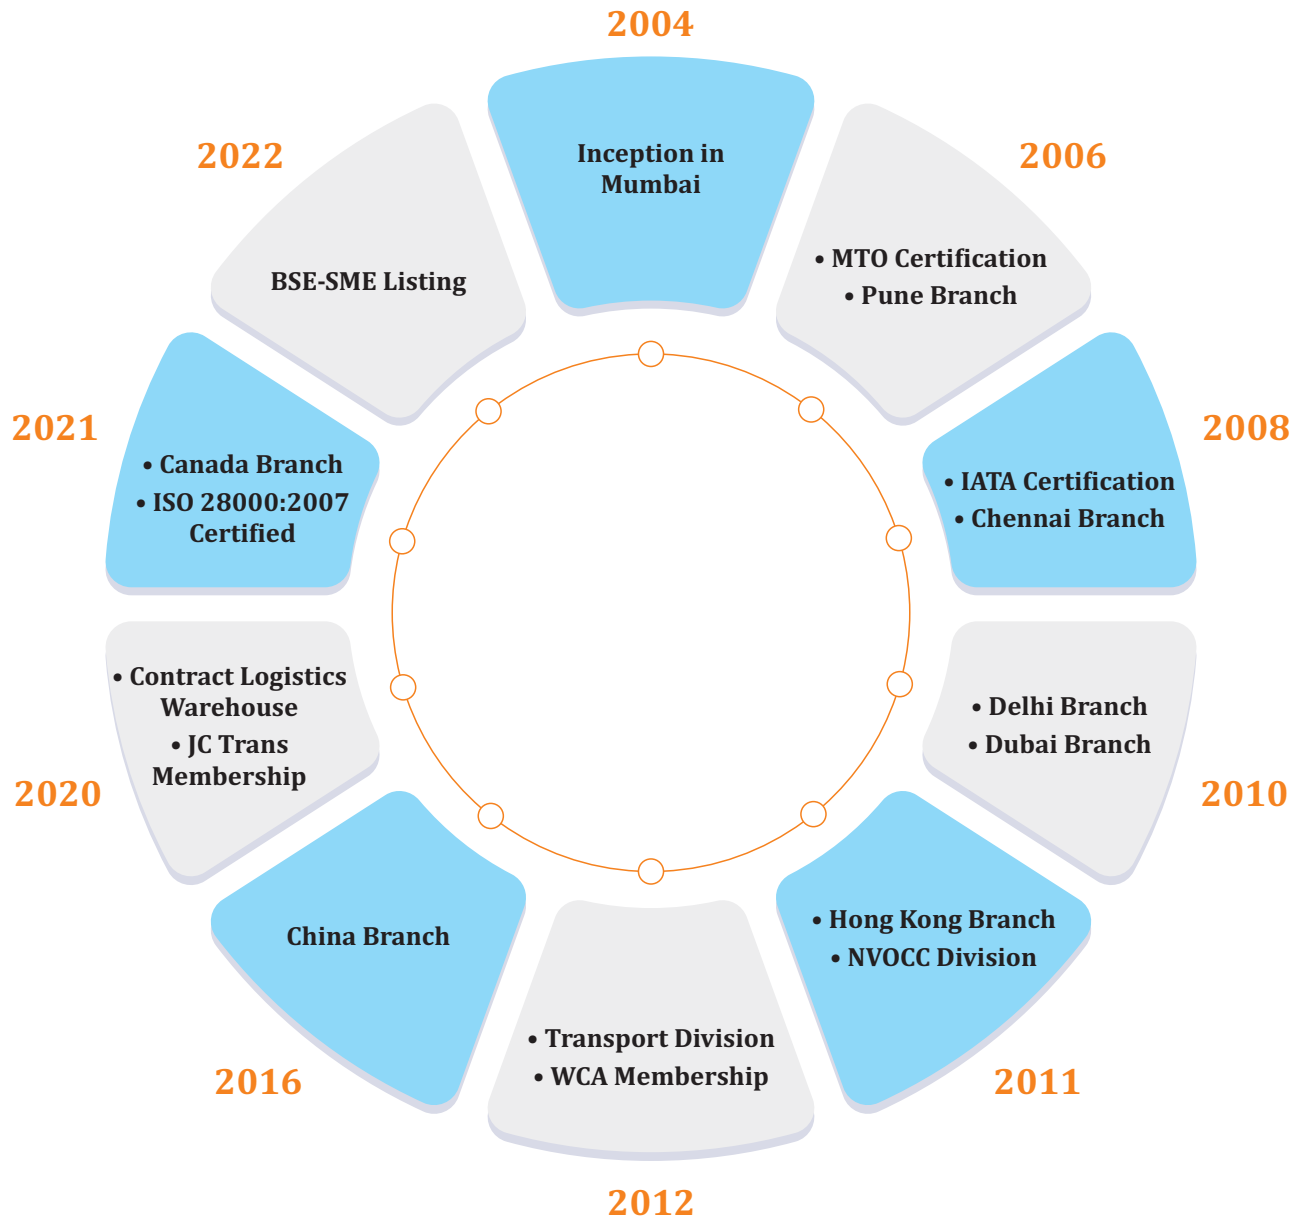 2004
Inception in
Mumbai
2006
• MTO Certification
• Pune Branch
2008
• IATA Certification
• Chennai Branch
2010
• Delhi Branch
• Dubai Branch
2011
• Hong Kong Branch
• NVOCC Division
2012
• Transport Division
• WCA Membership
2016
China Branch
2020
• Contract Logistics
Warehouse
• JC Trans
Membership
2021
• Canada Branch
• ISO 28000:2007
Certified
2022
BSE-SME Listing